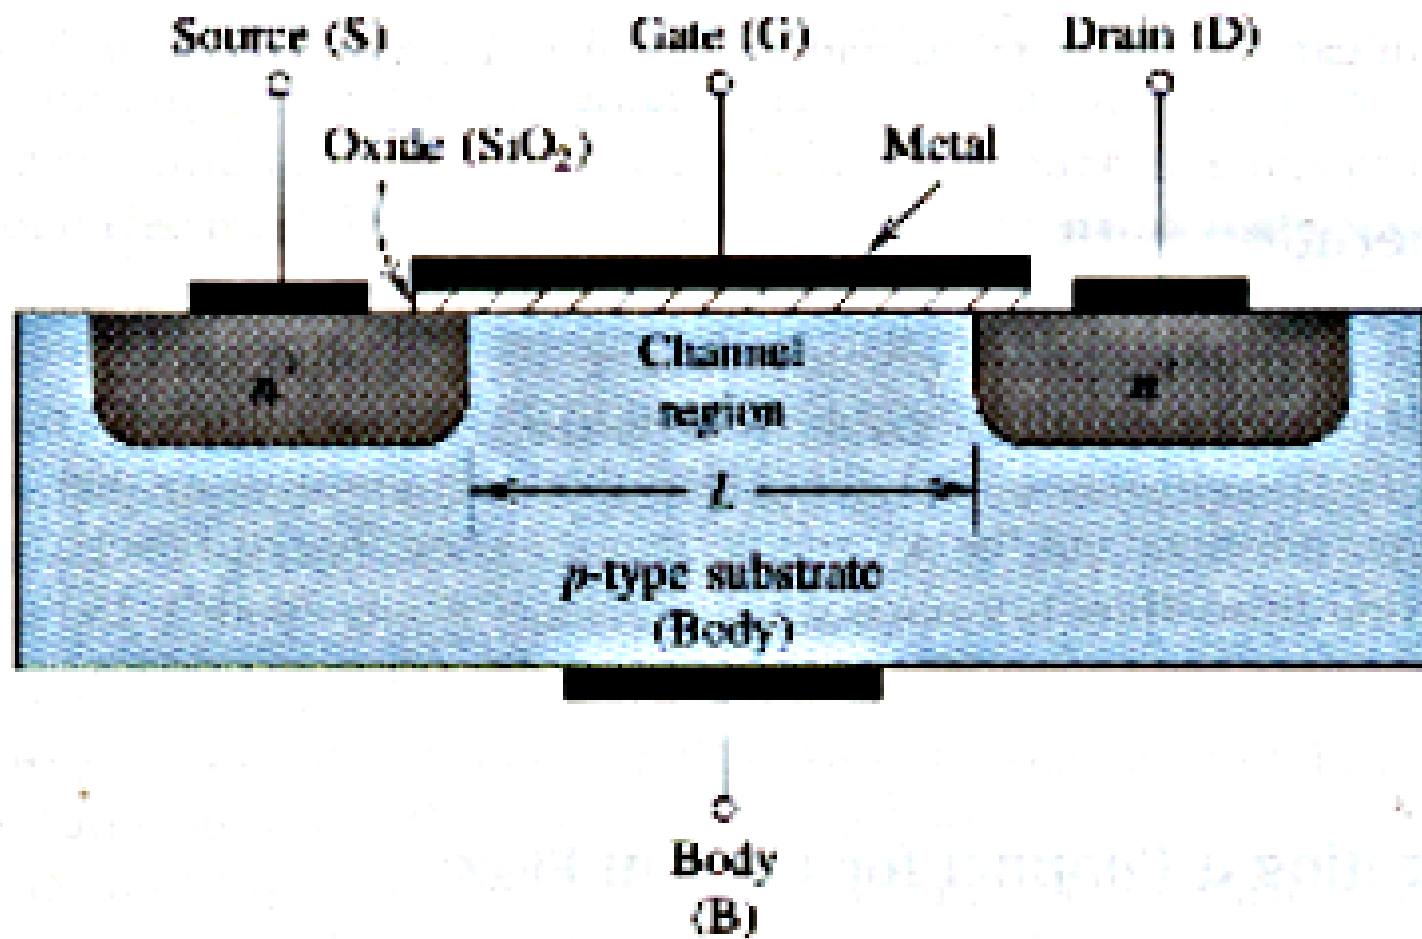 Source (S)
Gate (G)
Drain (D)
Oxide (SiO₂)
Metal
n⁺
n⁺
Channel
region
L
p-type substrate
(Body)
Body
(B)